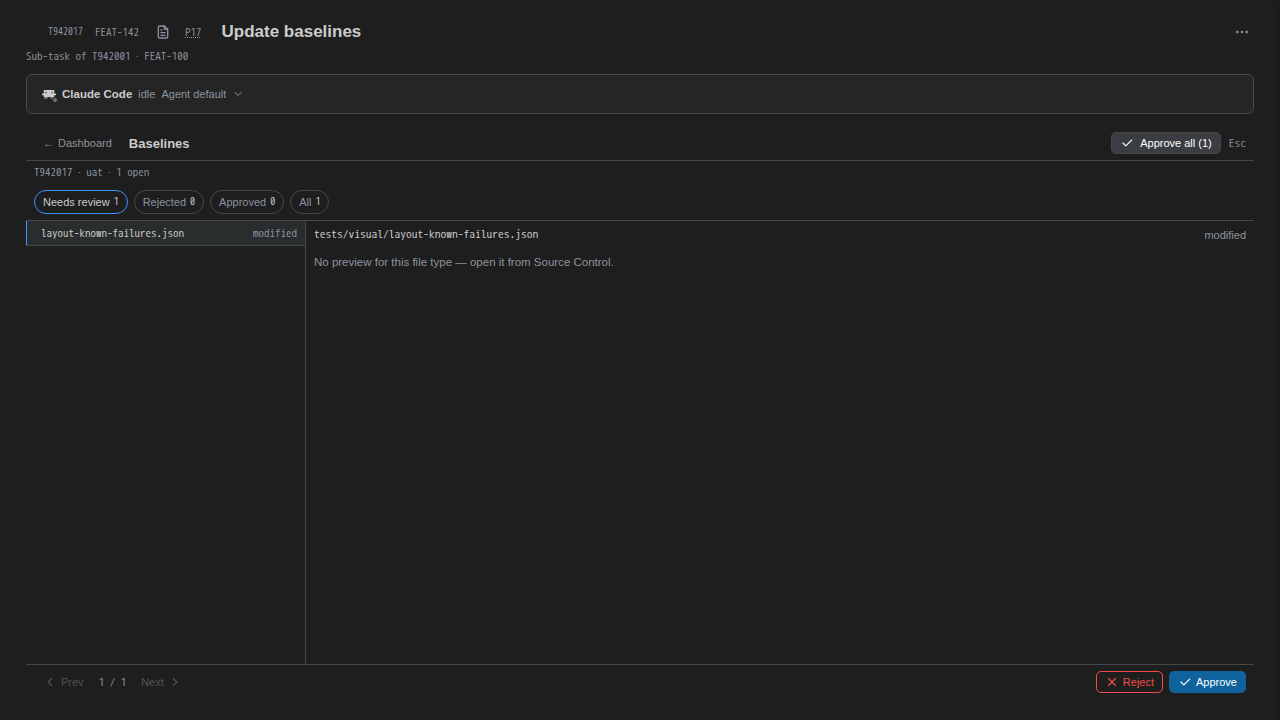 T942017 FEAT-142 P17 Update baselines
Sub-task of T942001 · FEAT-100
Claude Code idle Agent default
← Dashboard Baselines Approve all (1) Esc
T942017 · uat · 1 open
Needs review 1 Rejected 0 Approved 0 All 1
layout-known-failures.json modified
tests/visual/layout-known-failures.json modified
No preview for this file type — open it from Source Control.
Prev 1 / 1 Next Reject Approve